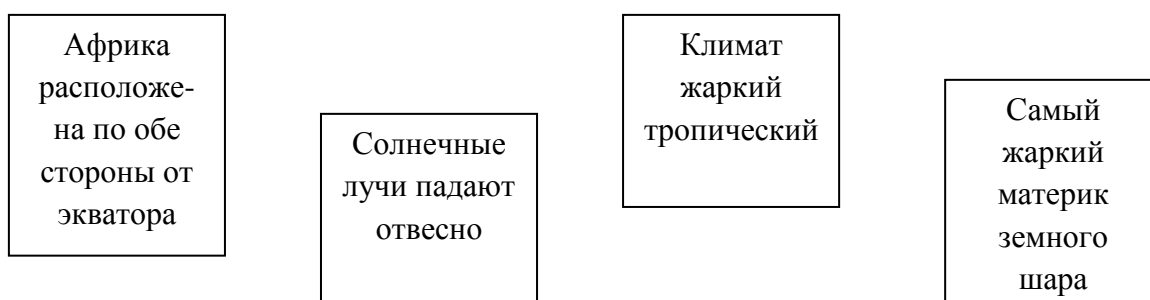 Африка
расположе-
на по обе
стороны от
экватора
Солнечные
лучи падают
отвесно
Климат
жаркий
тропический
Самый
жаркий
материк
земного
шара